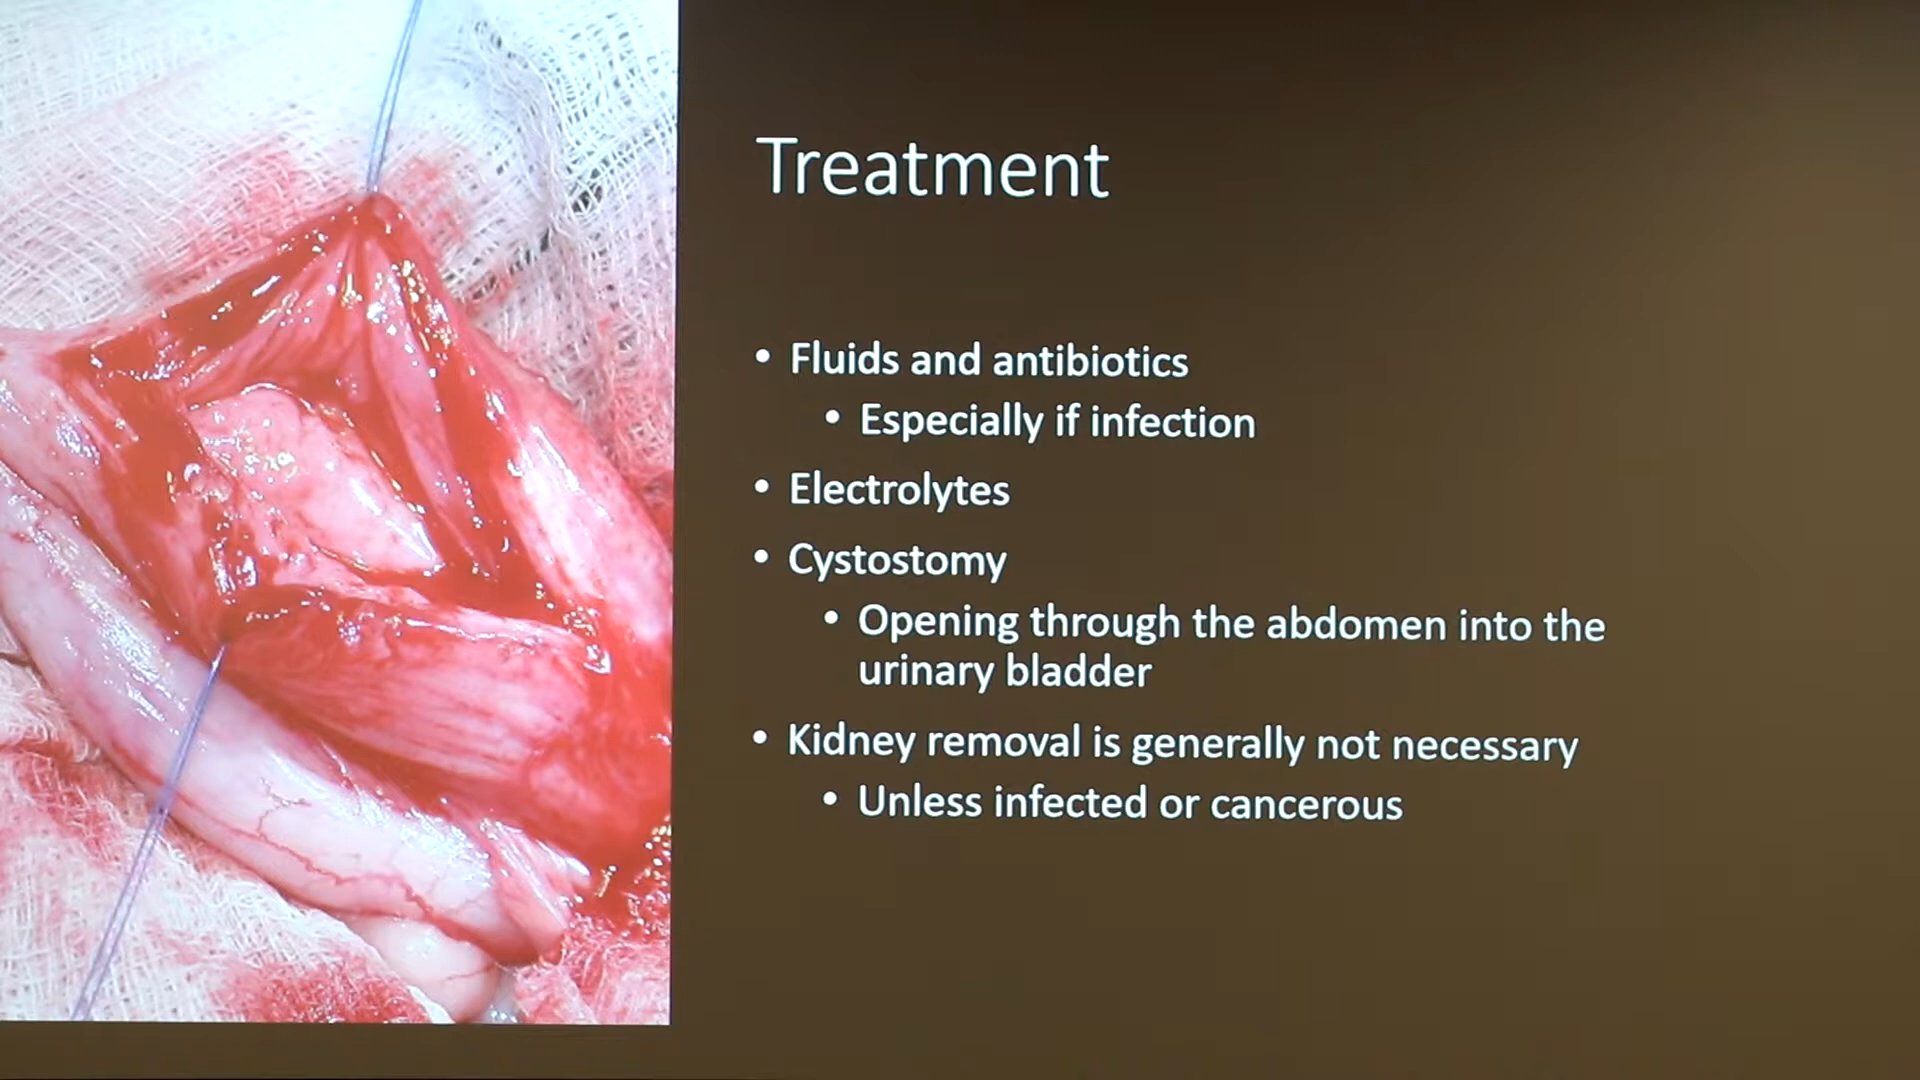 Treatment
• Fluids and antibiotics
• Especially if infection
• Electrolytes
• Cystostomy
• Opening through the abdomen into the
urinary bladder
• Kidney removal is generally not necessary
• Unless infected or cancerous